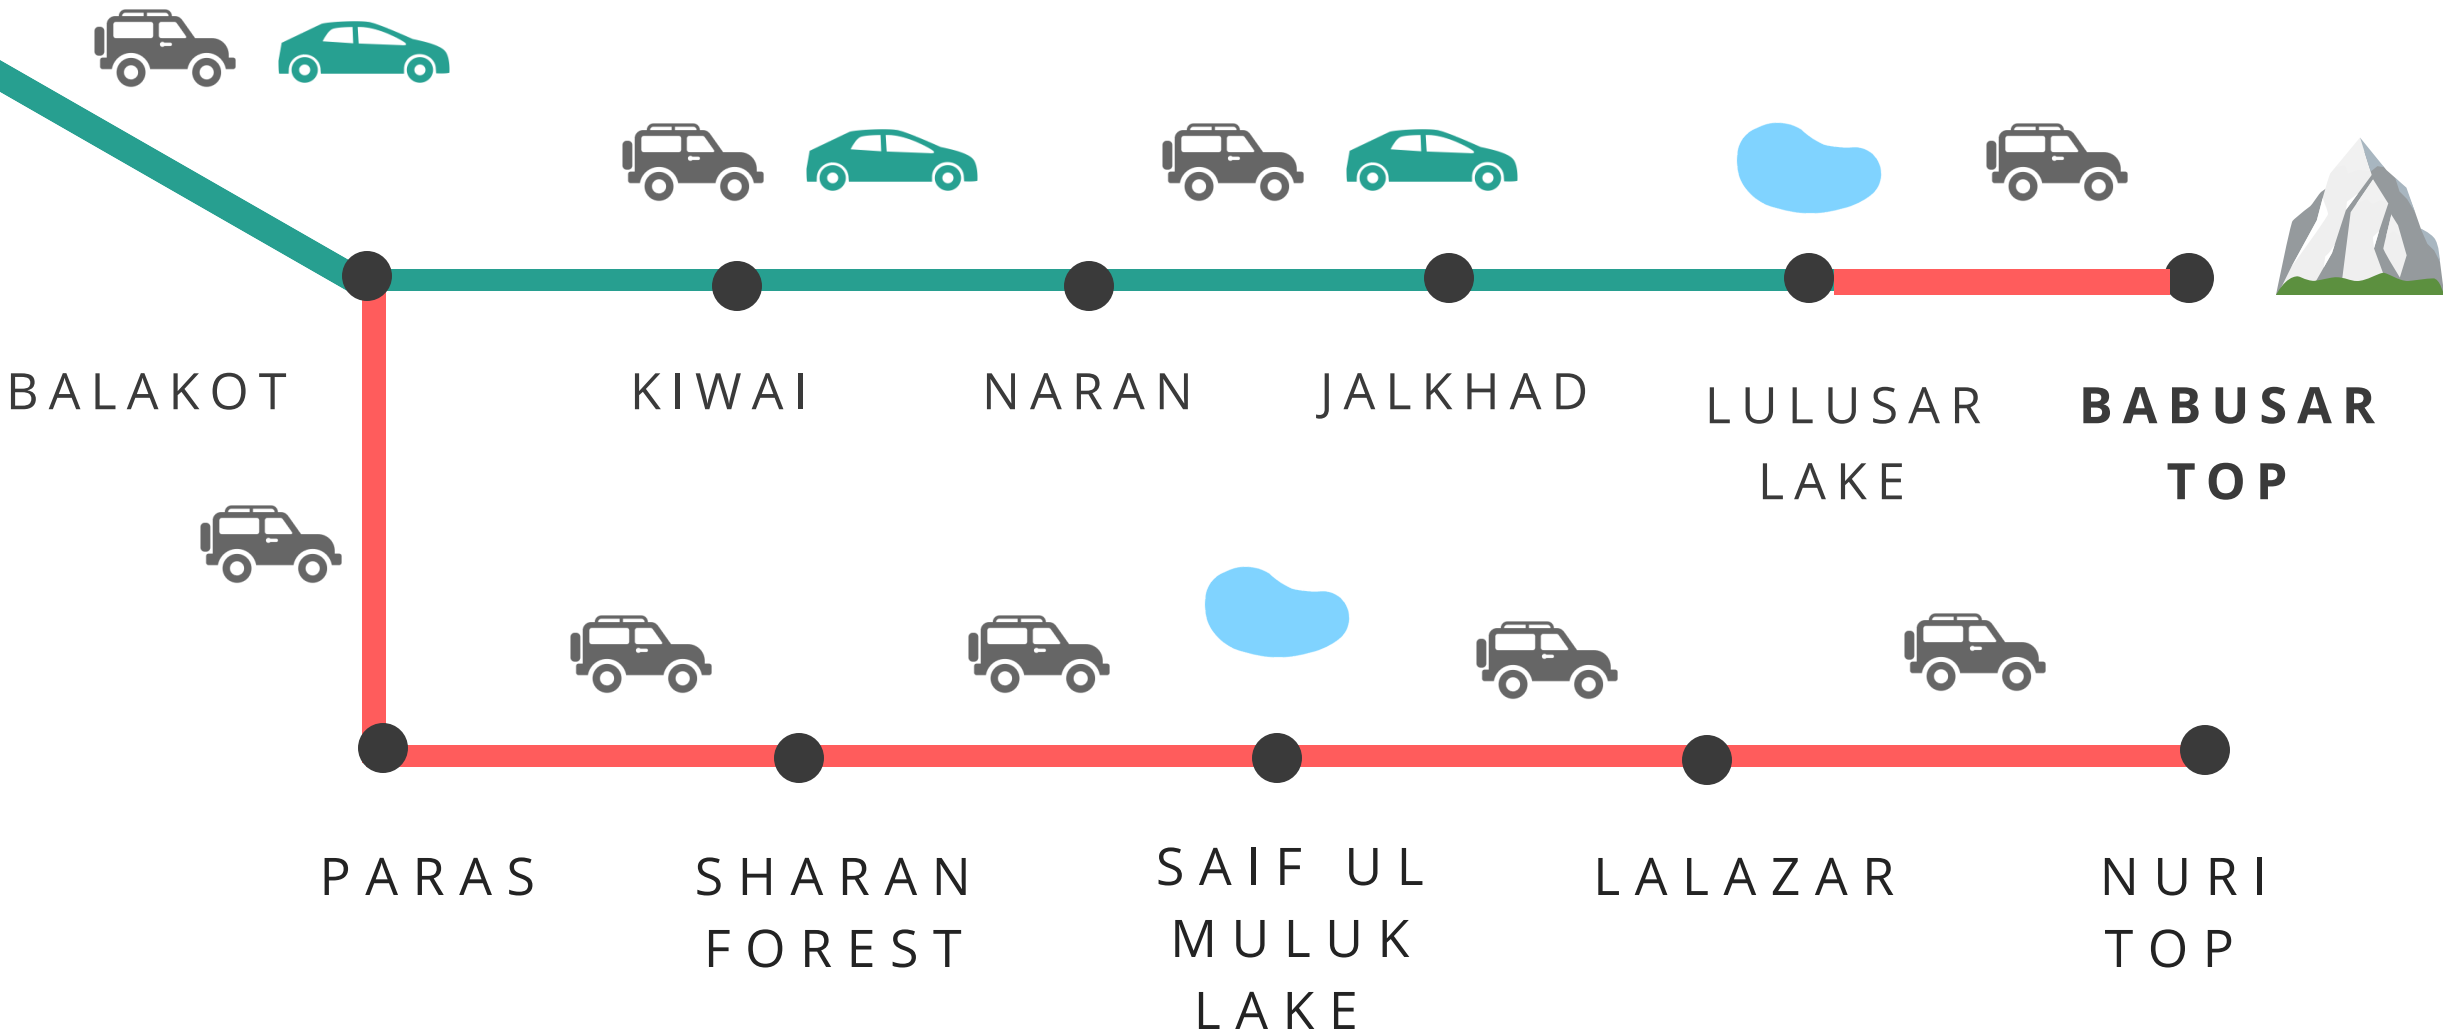 BALAKOT
KIWAI
NARAN
JALKHAD
LULUSAR
LAKE
BABUSAR
TOP
PARAS
SHARAN
FOREST
SAIF UL
MULUK
LAKE
LALAZAR
NURI
TOP